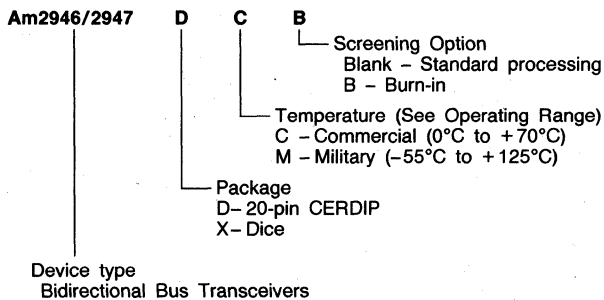 Am2946/2947 D C B
Screening Option
Blank – Standard processing
B – Burn-in
Temperature (See Operating Range)
C – Commercial (0°C to +70°C)
M – Military (–55°C to +125°C)
Package
D– 20-pin CERDIP
X– Dice
Device type
Bidirectional Bus Transceivers